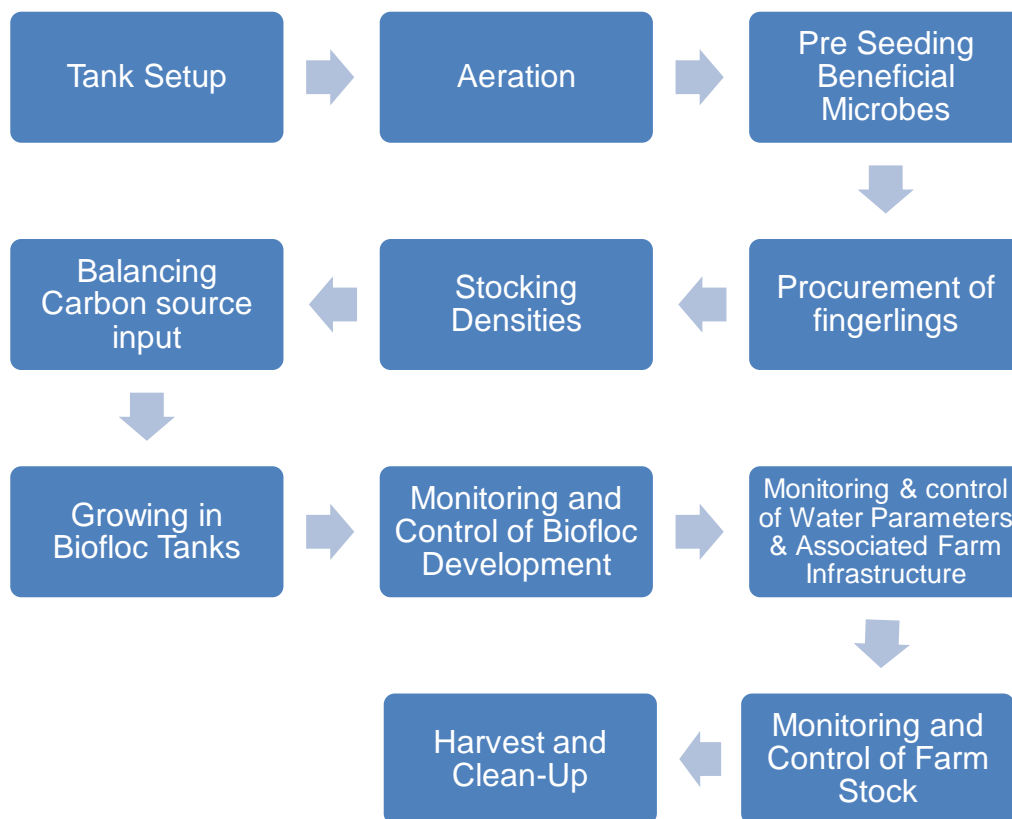 Tank Setup
Aeration
Pre Seeding
Beneficial
Microbes
Procurement of
fingerlings
Stocking
Densities
Balancing
Carbon source
input
Growing in
Biofloc Tanks
Monitoring and
Control of Biofloc
Development
Monitoring & control
of Water Parameters
& Associated Farm
Infrastructure
Monitoring and
Control of Farm
Stock
Harvest and
Clean-Up